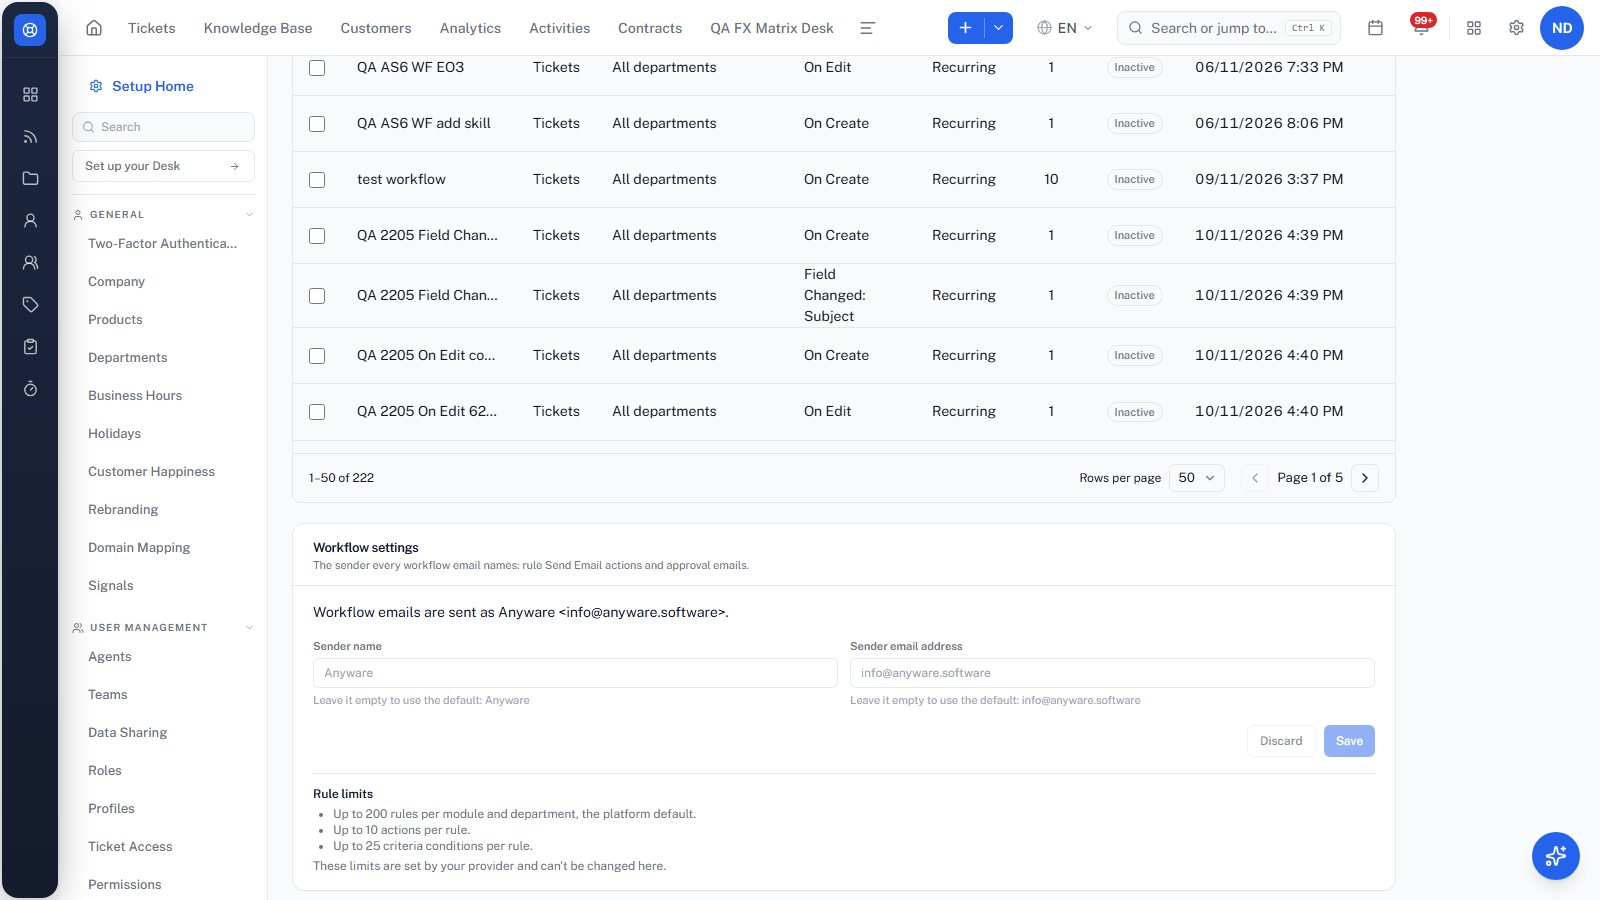 Tickets
Knowledge Base
Customers
Analytics
Activities
Contracts
QA FX Matrix Desk
EN
Search or jump to...
Ctrl K
99+
ND
Setup Home
Search
Set up your Desk
GENERAL
Two-Factor Authentica...
Company
Products
Departments
Business Hours
Holidays
Customer Happiness
Rebranding
Domain Mapping
Signals
USER MANAGEMENT
Agents
Teams
Data Sharing
Roles
Profiles
Ticket Access
Permissions
QA AS6 WF EO3 Tickets All departments On Edit Recurring 1 Inactive 06/11/2026 7:33 PM
QA AS6 WF add skill Tickets All departments On Create Recurring 1 Inactive 06/11/2026 8:06 PM
test workflow Tickets All departments On Create Recurring 10 Inactive 09/11/2026 3:37 PM
QA 2205 Field Chan... Tickets All departments On Create Recurring 1 Inactive 10/11/2026 4:39 PM
QA 2205 Field Chan... Tickets All departments Field Changed: Subject Recurring 1 Inactive 10/11/2026 4:39 PM
QA 2205 On Edit co... Tickets All departments On Create Recurring 1 Inactive 10/11/2026 4:40 PM
QA 2205 On Edit 62... Tickets All departments On Edit Recurring 1 Inactive 10/11/2026 4:40 PM
1–50 of 222
Rows per page 50 Page 1 of 5
Workflow settings
The sender every workflow email names: rule Send Email actions and approval emails.
Workflow emails are sent as Anyware <info@anyware.software>.
Sender name
Anyware
Leave it empty to use the default: Anyware
Sender email address
info@anyware.software
Leave it empty to use the default: info@anyware.software
Discard
Save
Rule limits
• Up to 200 rules per module and department, the platform default.
• Up to 10 actions per rule.
• Up to 25 criteria conditions per rule.
These limits are set by your provider and can't be changed here.